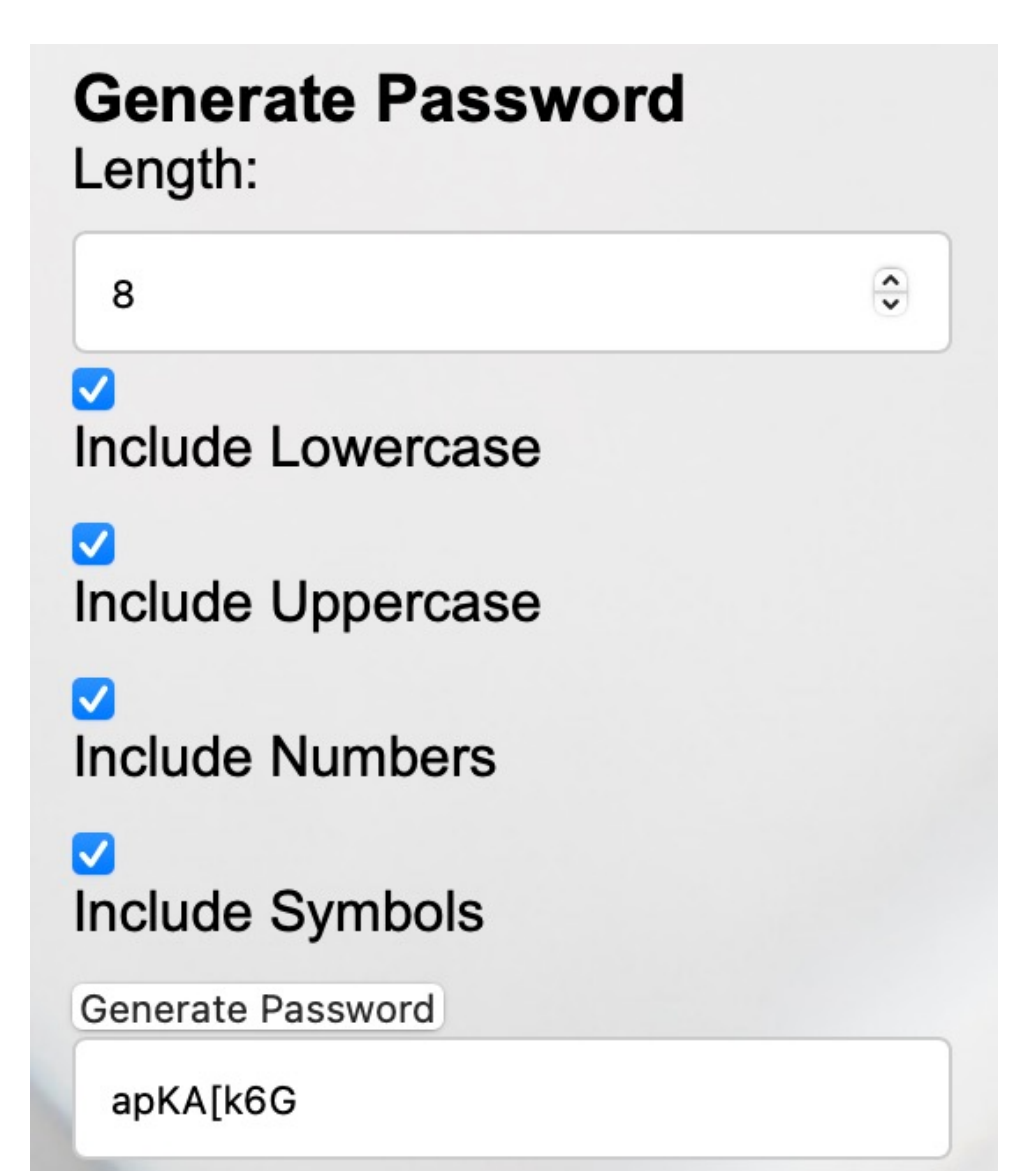 Generate Password
Length:
8
Include Lowercase
Include Uppercase
Include Numbers
Include Symbols
Generate Password
apKA[k6G